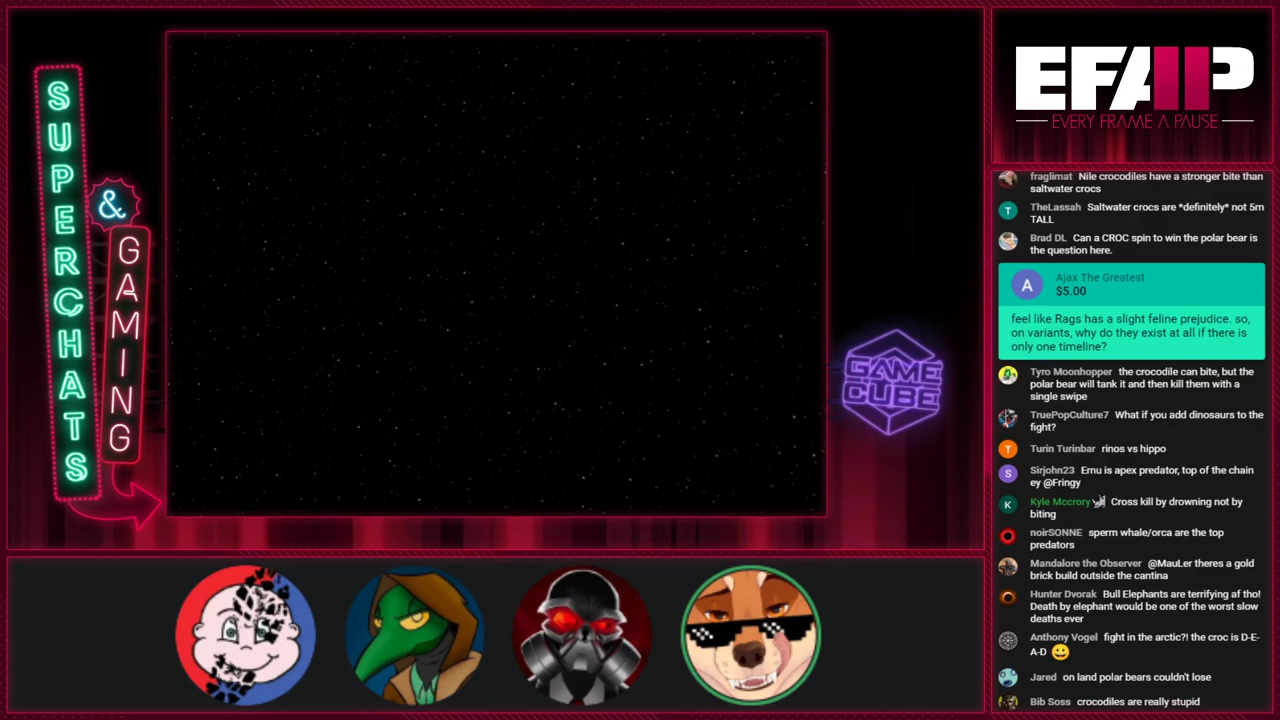 SUPERCHATS
&
GAMING
GAME
CUBE
EFAP
EVERY FRAME A PAUSE
fraglimat Nile crocodiles have a stronger bite than
saltwater crocs
T
TheLassah Saltwater crocs are *definitely* not 5m
TALL
Brad DL Can a CROC spin to win the polar bear is
the question here.
A
Ajax The Greatest
$5.00
feel like Rags has a slight feline prejudice. so,
on variants, why do they exist at all if there is
only one timeline?
Tyro Moonhopper the crocodile can bite, but the
polar bear will tank it and then kill them with a
single swipe
TruePopCulture7 What if you add dinosaurs to the
fight?
T
Turin Turinbar rinos vs hippo
S
Sirjohn23 Emu is apex predator, top of the chain
ey @Fringy
K
Kyle Mccrory Cross kill by drowning not by
biting
noirSONNE sperm whale/orca are the top
predators
Mandalore the Observer @MauLer theres a gold
brick build outside the cantina
Hunter Dvorak Bull Elephants are terrifying af tho!
Death by elephant would be one of the worst slow
deaths ever
Anthony Vogel fight in the arctic?! the croc is D-E-
A-D 😀
Jared on land polar bears couldn't lose
Bib Soss crocodiles are really stupid